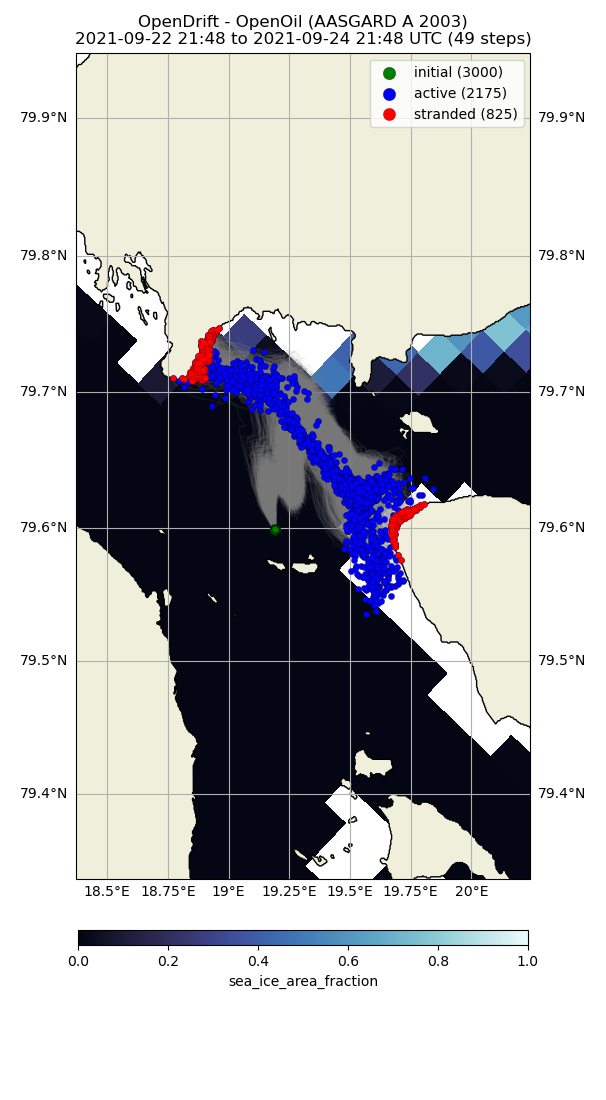 OpenDrift - OpenOil (AASGARD A 2003)
2021-09-22 21:48 to 2021-09-24 21:48 UTC (49 steps)
initial (3000)
active (2175)
stranded (825)
79.9°N 79.9°N
79.8°N 79.8°N
79.7°N 79.7°N
79.6°N 79.6°N
79.5°N 79.5°N
79.4°N 79.4°N
18.5°E 18.75°E 19°E 19.25°E 19.5°E 19.75°E 20°E
0.0 0.2 0.4 0.6 0.8 1.0
sea_ice_area_fraction